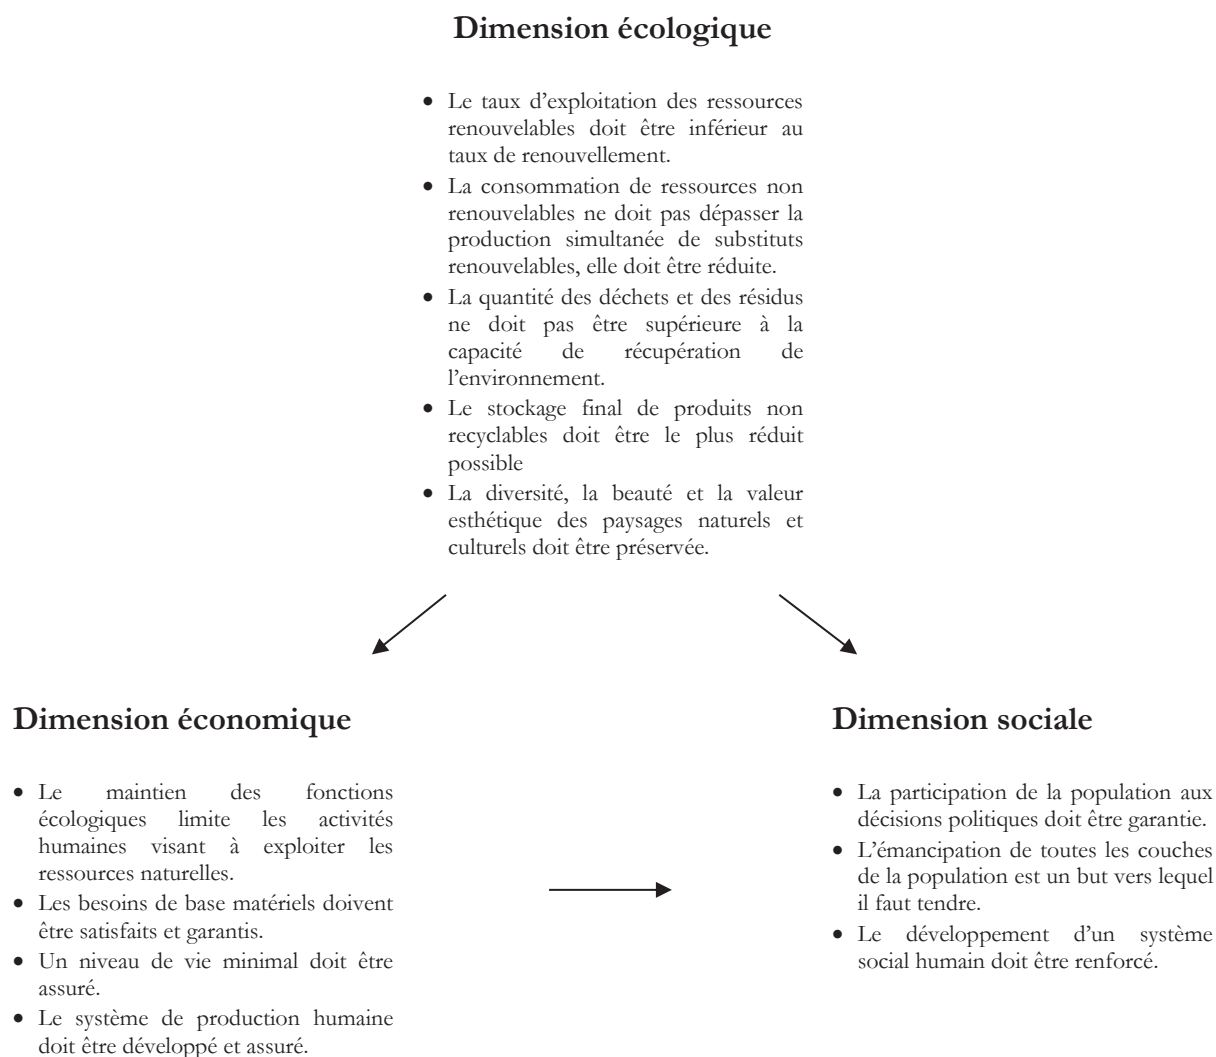 Dimension écologique
• Le taux d’exploitation des ressources
renouvelables doit être inférieur au
taux de renouvellement.
• La consommation de ressources non
renouvelables ne doit pas dépasser la
production simultanée de substituts
renouvelables, elle doit être réduite.
• La quantité des déchets et des résidus
ne doit pas être supérieure à la
capacité de récupération de
l’environnement.
• Le stockage final de produits non
recyclables doit être le plus réduit
possible
• La diversité, la beauté et la valeur
esthétique des paysages naturels et
culturels doit être préservée.
Dimension économique
• Le maintien des fonctions
écologiques limite les activités
humaines visant à exploiter les
ressources naturelles.
• Les besoins de base matériels doivent
être satisfaits et garantis.
• Un niveau de vie minimal doit être
assuré.
• Le système de production humaine
doit être développé et assuré.
Dimension sociale
• La participation de la population aux
décisions politiques doit être garantie.
• L’émancipation de toutes les couches
de la population est un but vers lequel
il faut tendre.
• Le développement d’un système
social humain doit être renforcé.